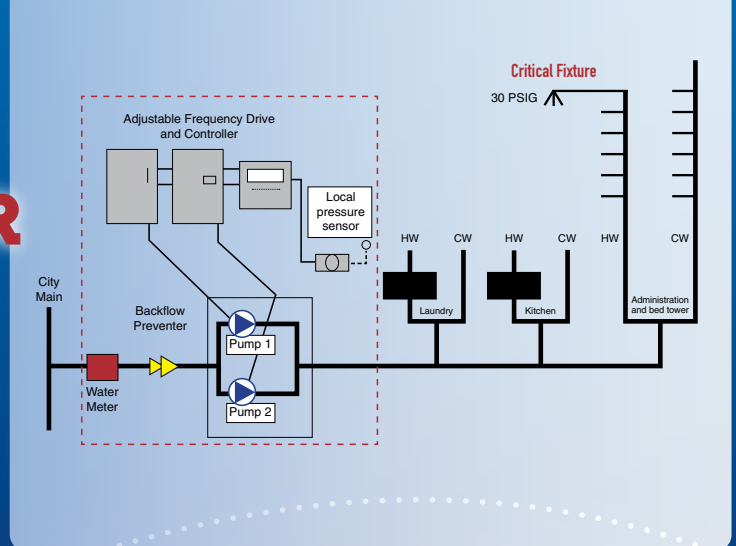 Critical Fixture
30 PSIG
Adjustable Frequency Drive
and Controller
Local
pressure
sensor
R
HW
CW
HW
CW
HW
CW
City
Main
Backflow
Preventer
Laundry
Kitchen
Administration
and bed tower
Pump 1
Water
Meter
Pump 2